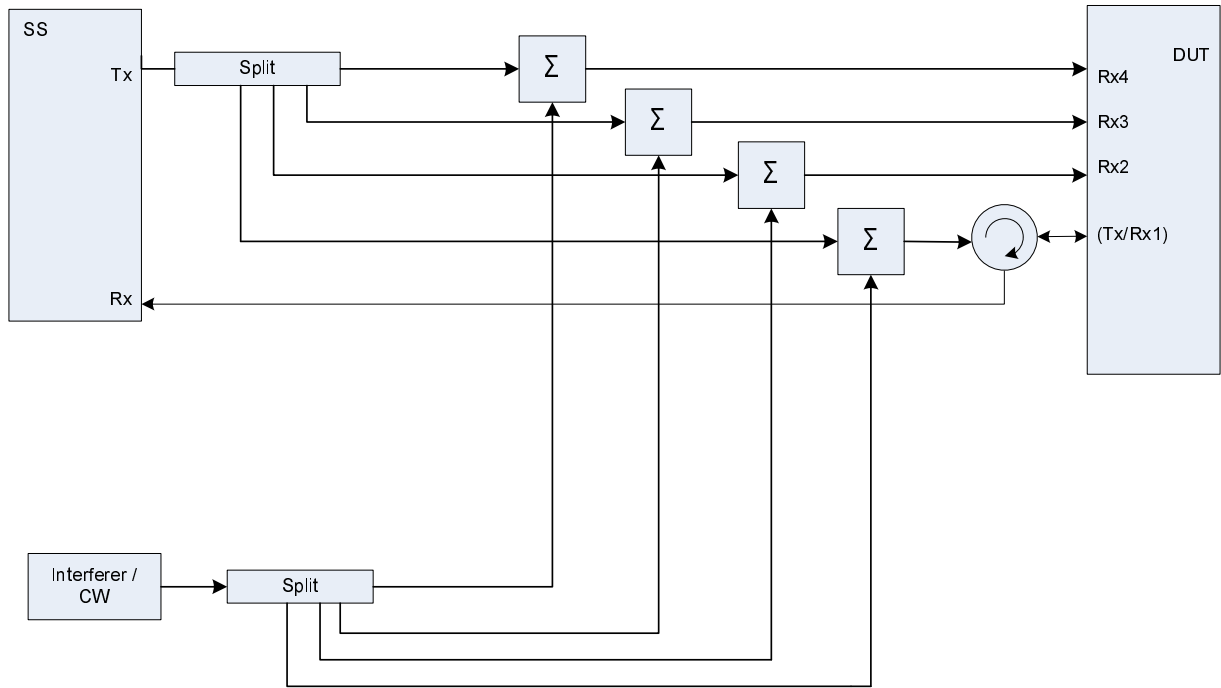 SS
DUT
Tx
Split
Σ
Rx4
Σ
Rx3
Σ
Rx2
Σ
(Tx/Rx1)
Rx
Interferer /
CW
Split